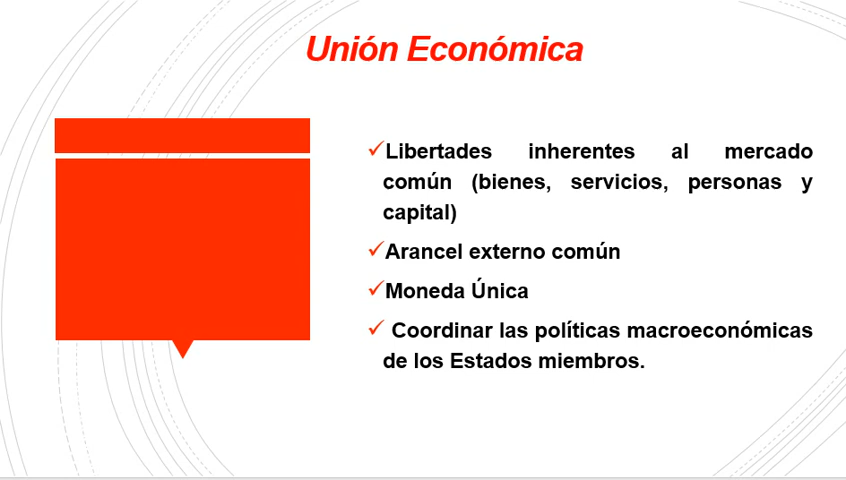 Unión Económica
✓Libertades inherentes al mercado
común (bienes, servicios, personas y
capital)
✓Arancel externo común
✓Moneda Única
✓ Coordinar las políticas macroeconómicas
de los Estados miembros.